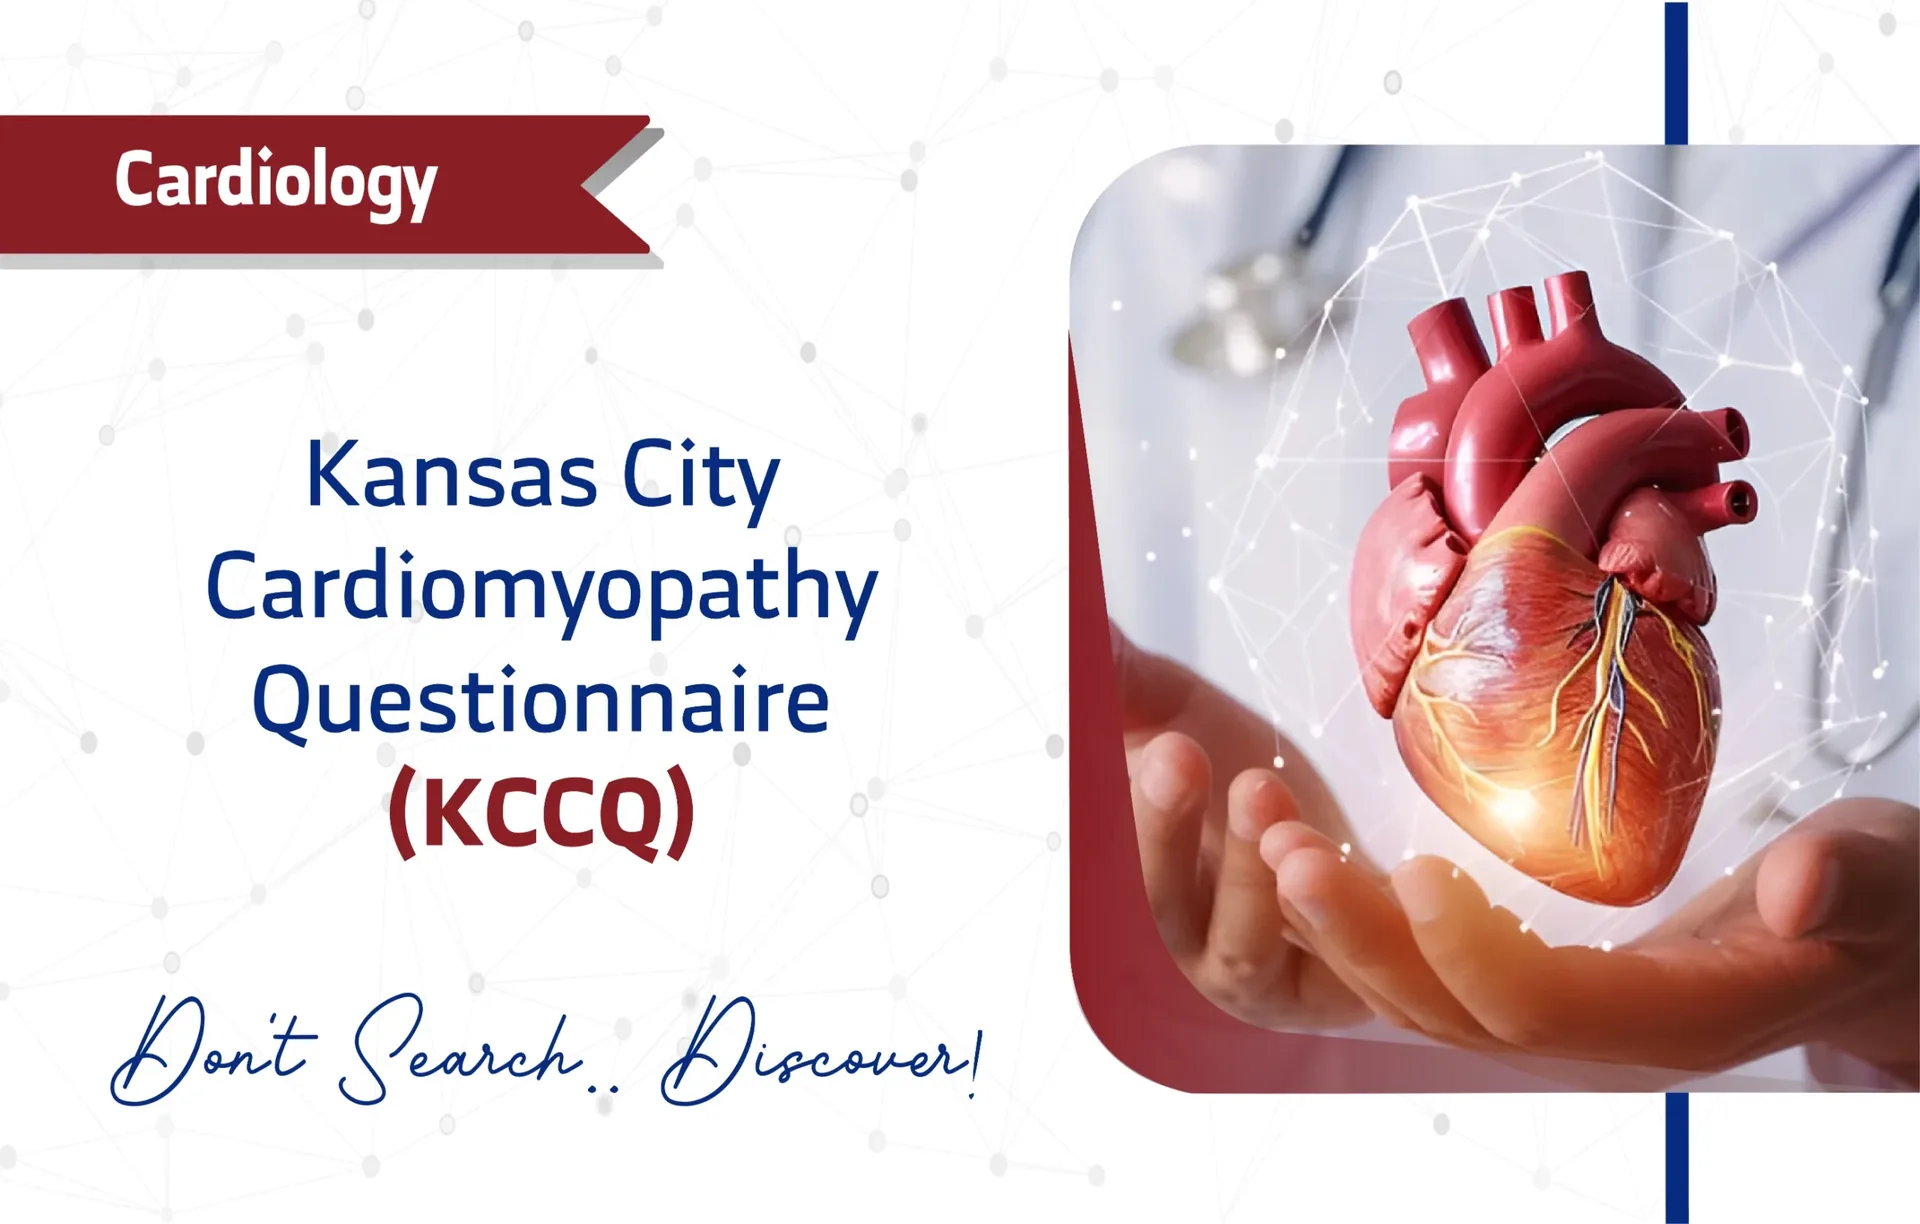 Cardiology
Kansas City
Cardiomyopathy
Questionnaire
(KCCQ)
Don't Search.. Discover!